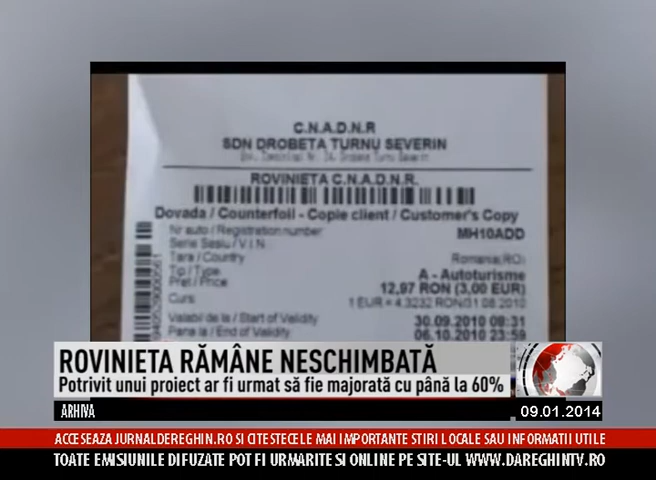 C.N.A.D.N.R
SDN DROBETA TURNU SEVERIN
ROVINIETA C.N.A.D.N.R.
Dovada / Counterfoil - Copie client / Customer's Copy
Nr auto / Registration number MH10ADD
Serie Sasiu / V.I.N.
Tara / Country Romania(RO)
Tip / Type A - Autoturisme
Pret / Price 12,97 RON (3,00 EUR)
Curs 1 EUR = 4.3232 RON/31.08.2010
Valabil de la / Start of Validity 30.09.2010 08:31
Pana la / End of Validity 06.10.2010 23:59
ROVINIETA RĂMÂNE NESCHIMBATĂ
Potrivit unui proiect ar fi urmat să fie majorată cu până la 60%
ARHIVA
09.01.2014
ACCESEAZA JURNALDEREGHIN.RO SI CITESTE CELE MAI IMPORTANTE STIRI LOCALE SAU INFORMATII UTILE
TOATE EMISIUNILE DIFUZATE POT FI URMARITE SI ONLINE PE SITE-UL WWW.DAREGHINTV.RO